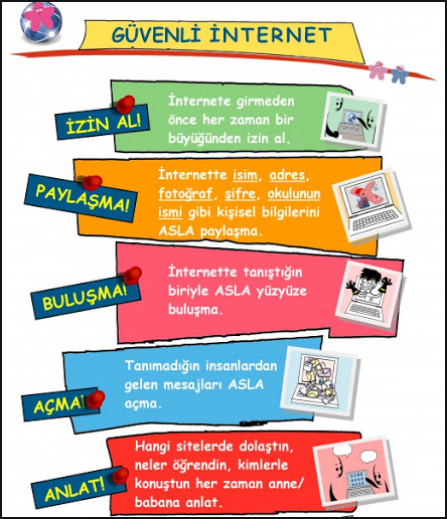 GÜVENLİ İNTERNET
İZİN AL!
İnternete girmeden
önce her zaman bir
büyüğünden izin al.
PAYLAŞMA!
İnternette isim, adres,
fotoğraf, şifre, okulunun
ismi gibi kişisel bilgilerini
ASLA paylaşma.
BULUŞMA!
İnternette tanıştığın
biriyle ASLA yüzyüze
buluşma.
AÇMA!
Tanımadığın insanlardan
gelen mesajları ASLA
açma.
ANLAT!
Hangi sitelerde dolaştın,
neler öğrendin, kimlerle
konuştun her zaman anne/
babana anlat.